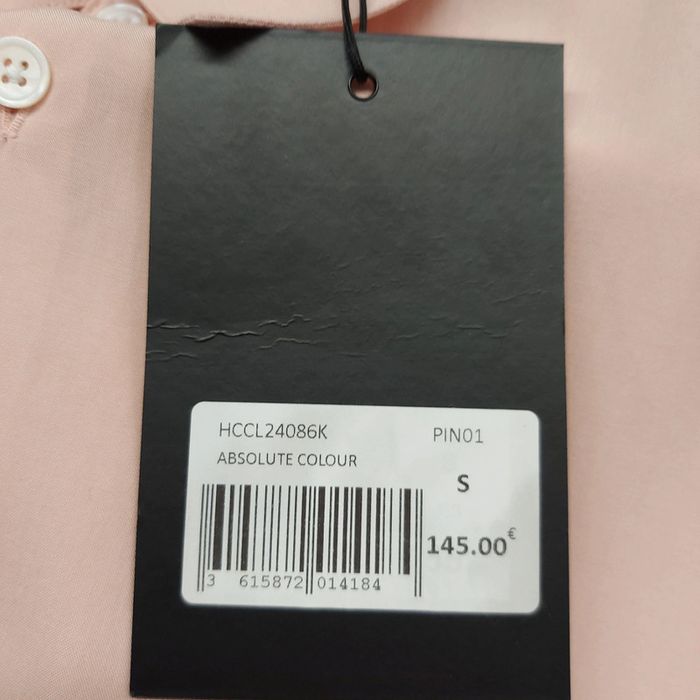 HCCL24086K PIN01
ABSOLUTE COLOUR
S
145.00€
3 615872 014184